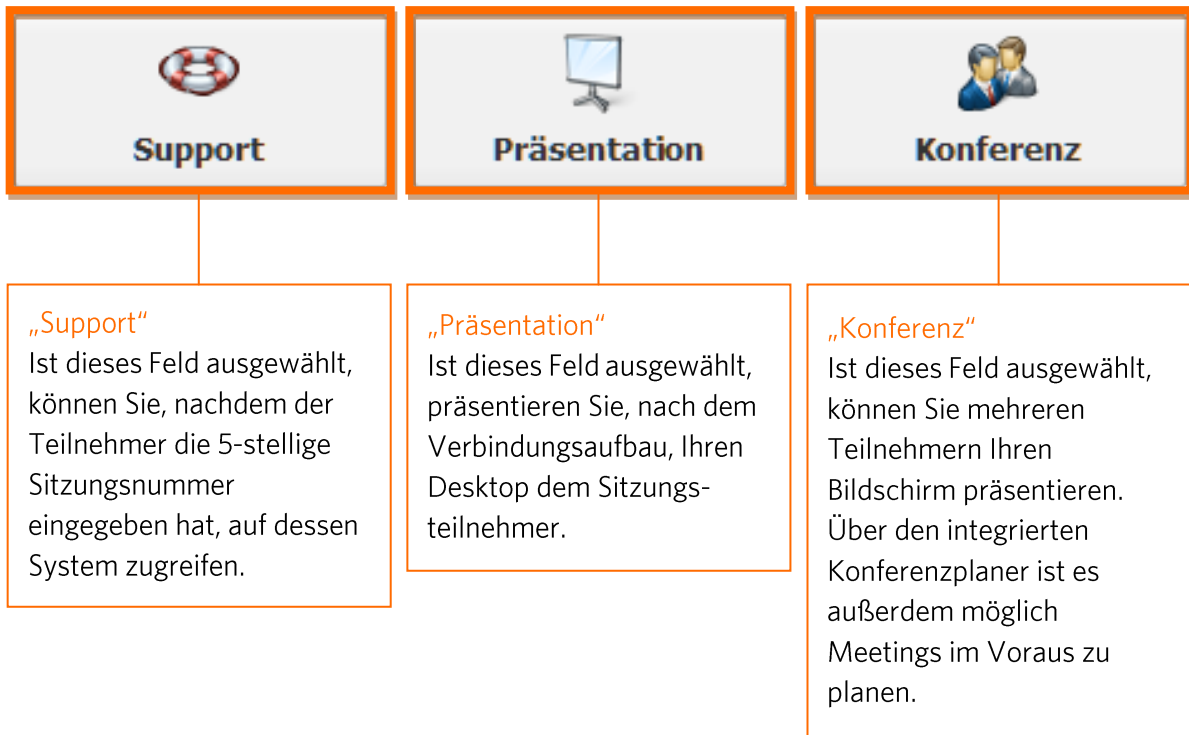 Support
Präsentation
Konferenz
„Support“
Ist dieses Feld ausgewählt,
können Sie, nachdem der
Teilnehmer die 5-stellige
Sitzungsnummer
eingegeben hat, auf dessen
System zugreifen.
„Präsentation“
Ist dieses Feld ausgewählt,
präsentieren Sie, nach dem
Verbindungsaufbau, Ihren
Desktop dem Sitzungs-
teilnehmer.
„Konferenz“
Ist dieses Feld ausgewählt,
können Sie mehreren
Teilnehmern Ihren
Bildschirm präsentieren.
Über den integrierten
Konferenzplaner ist es
außerdem möglich
Meetings im Voraus zu
planen.